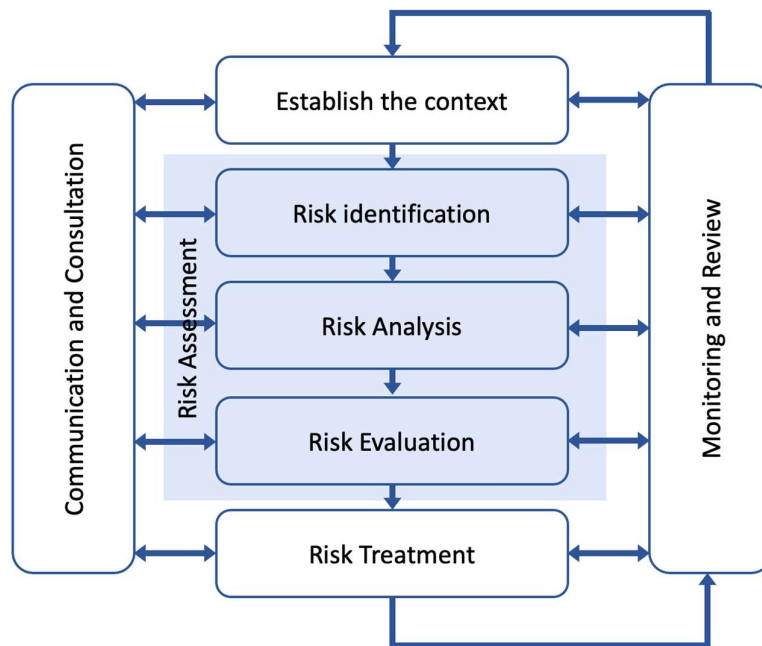 Establish the context
Communication and Consultation
Risk Assessment
Risk identification
Risk Analysis
Risk Evaluation
Risk Treatment
Monitoring and Review